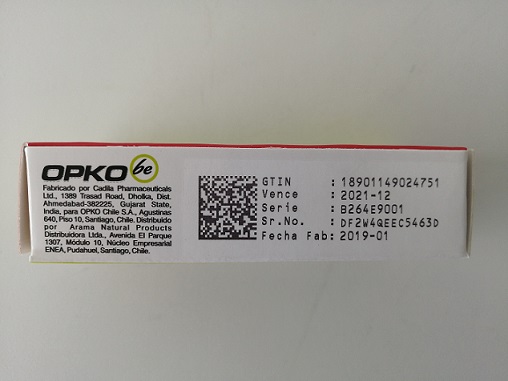 OPKO be
Fabricado por Cadila Pharmaceuticals
Ltd., 1389 Trasad Road, Dholka, Dist.
Ahmedabad-382225, Gujarat State,
India, para OPKO Chile S.A., Agustinas
640, Piso 10, Santiago, Chile. Distribuido
por Arama Natural Products
Distribuidora Ltda., Avenida El Parque
1307, Módulo 10, Núcleo Empresarial
ENEA, Pudahuel, Santiago, Chile.
GTIN : 18901149024751
Vence : 2021-12
Serie : B264E9001
Sr.No. : DF2W4QEEC5463D
Fecha Fab: 2019-01